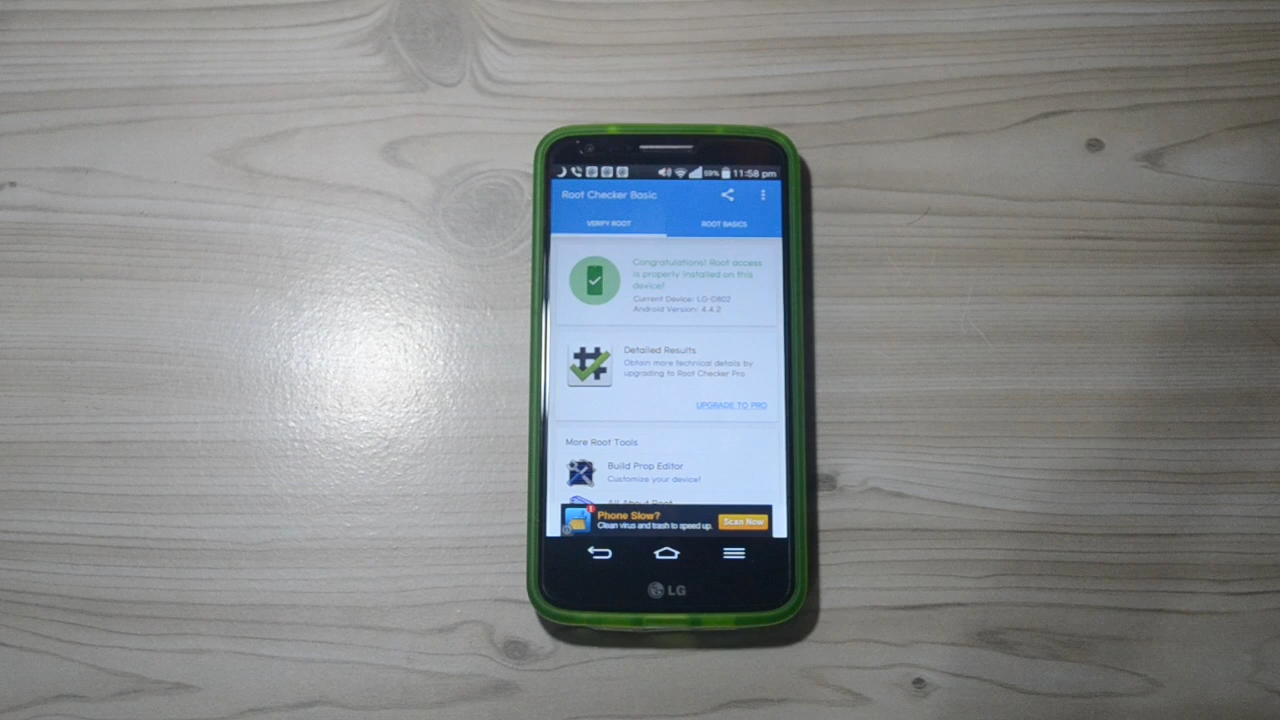 59% 11:58 pm
Root Checker Basic
VERIFY ROOT ROOT BASICS
Congratulations! Root access
is properly installed on this
device!
Current Device: LG-D802
Android Version: 4.4.2
Detailed Results
Obtain more technical details by
upgrading to Root Checker Pro
UPGRADE TO PRO
More Root Tools
Build Prop Editor
Customize your device!
All About Root
1
Phone Slow?
Clean virus and trash to speed up.
Scan Now
LG